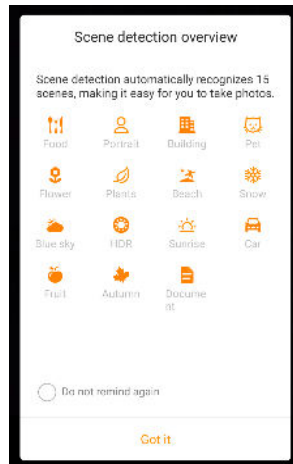 Scene detection overview
Scene detection automatically recognizes 15
scenes, making it easy for you to take photos.
Food Portrait Building Pet
Flower Plants Beach Snow
Blue sky HDR Sunrise Car
Fruit Autumn Docume
nt
Do not remind again
Got it